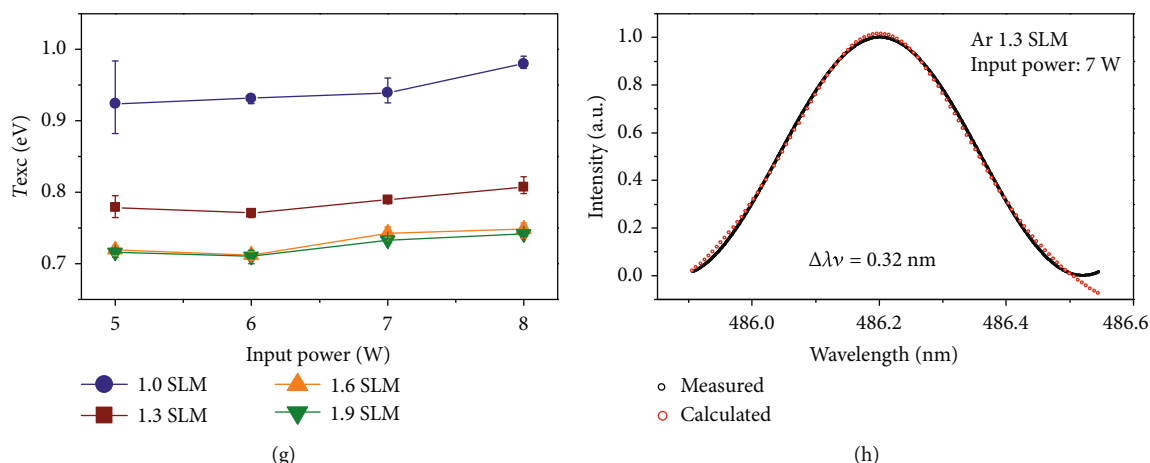 Texc (eV)
1.0
0.9
0.8
0.7
5
6
7
8
Input power (W)
1.0 SLM
1.3 SLM
1.6 SLM
1.9 SLM
(g)
Intensity (a.u.)
1.0
0.8
0.6
0.4
0.2
0.0
Ar 1.3 SLM
Input power: 7 W
Δλν = 0.32 nm
486.0
486.2
486.4
486.6
Wavelength (nm)
Measured
Calculated
(h)